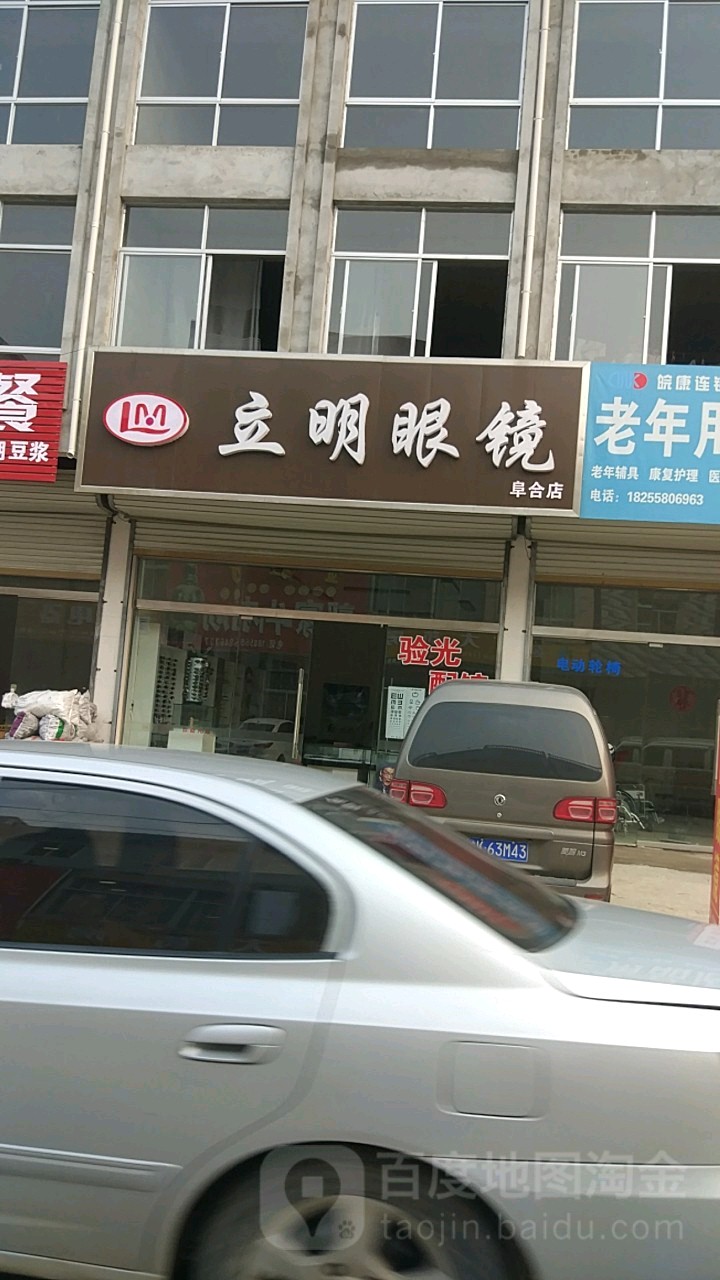 餐
豆浆
LM
立明眼镜
阜合店
皖康连
老年用
老年辅具 康复护理 医
电话：18255806963
验光
电动轮椅
63M43
百度地图淘金
taojin.baidu.com